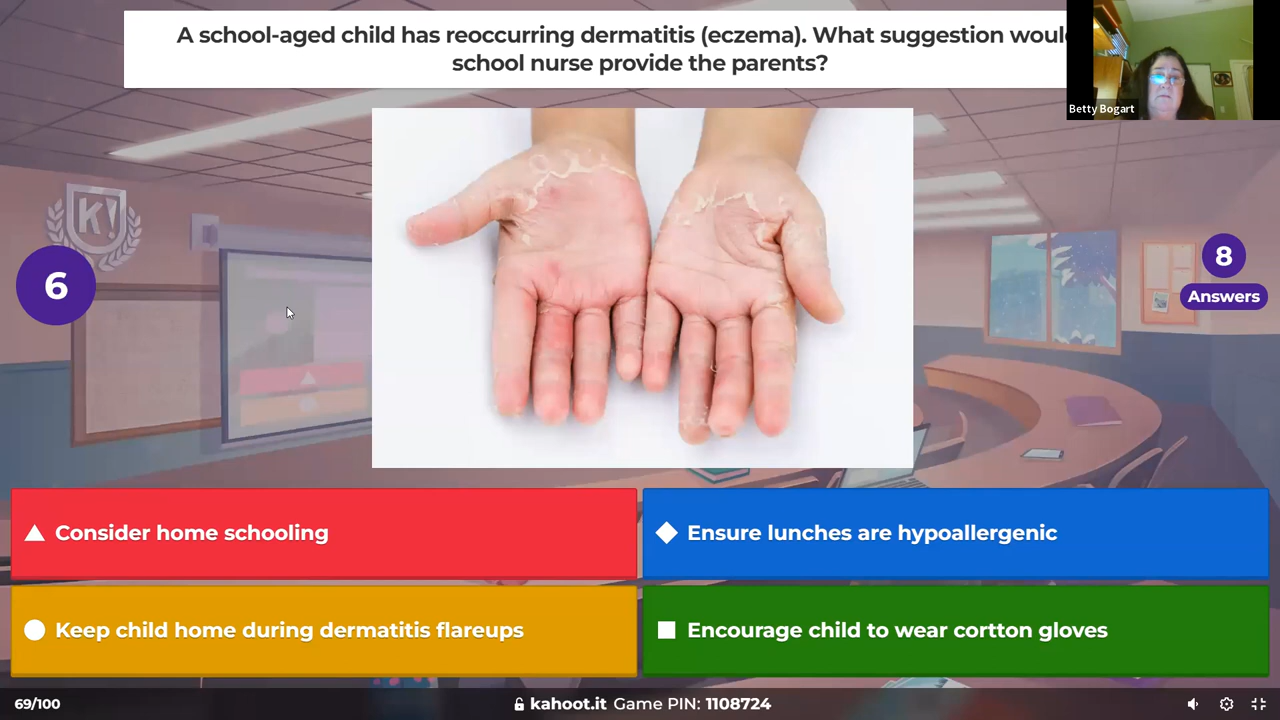 A school-aged child has reoccurring dermatitis (eczema). What suggestion
school nurse provide the parents?
Betty Bogart
K!
6
8
Answers
Consider home schooling
Ensure lunches are hypoallergenic
Keep child home during dermatitis flareups
Encourage child to wear cortton gloves
69/100
kahoot.it Game PIN: 1108724